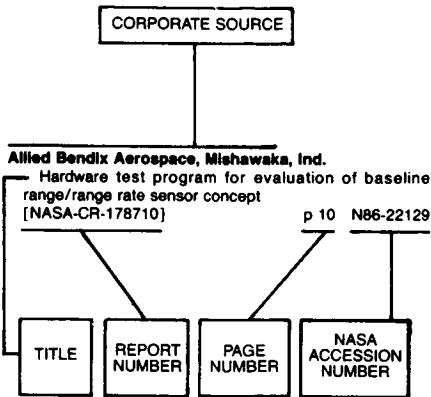 CORPORATE SOURCE
Allied Bendix Aerospace, Mishawaka, Ind.
Hardware test program for evaluation of baseline
range/range rate sensor concept
[NASA-CR-178710] p 10 N86-22129
TITLE
REPORT
NUMBER
PAGE
NUMBER
NASA
ACCESSION
NUMBER